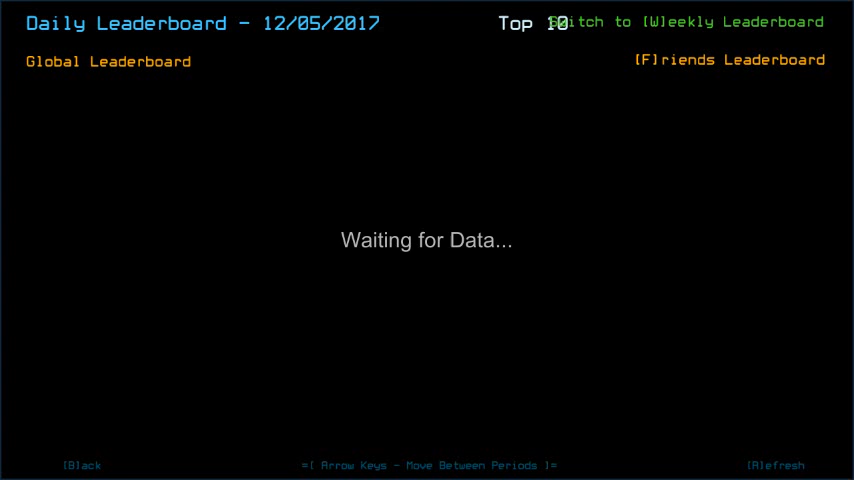 Daily Leaderboard - 12/05/2017
Top 10
Switch to [W]eekly Leaderboard
Global Leaderboard
[F]riends Leaderboard
Waiting for Data...
[B]ack
=[ Arrow Keys - Move Between Periods ]=
[R]efresh